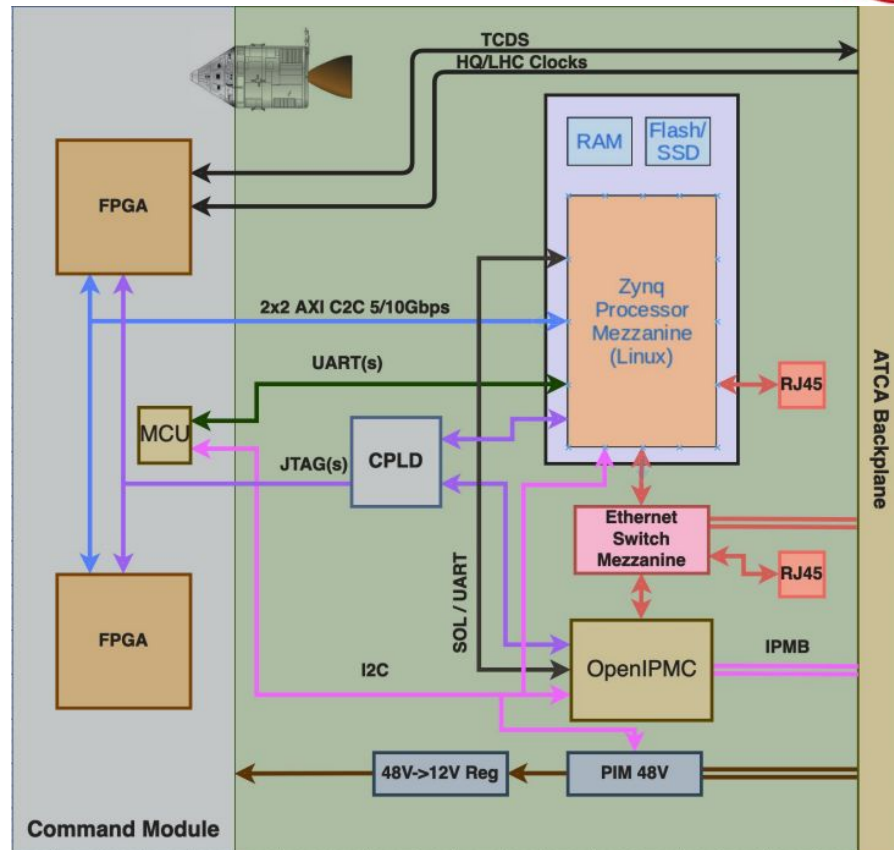 TCDS
HQ/LHC Clocks
RAM
Flash/
SSD
FPGA
Zynq
Processor
Mezzanine
(Linux)
2x2 AXI C2C 5/10Gbps
UART(s)
RJ45
ATCA Backplane
MCU
CPLD
JTAG(s)
Ethernet
Switch
Mezzanine
RJ45
FPGA
SOL / UART
OpenIPMC
IPMB
I2C
48V->12V Reg
PIM 48V
Command Module